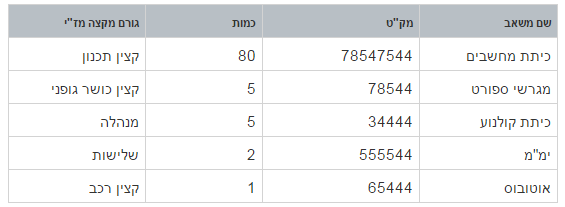 שם משאב מק"ט כמות גורם מקצה מז"י
כיתת מחשבים 78547544 80 קצין תכנון
מגרשי ספורט 78544 5 קצין כושר גופני
כיתת קולנוע 34444 5 מנהלה
ימ"מ 555544 2 שלישות
אוטובוס 65444 1 קצין רכב